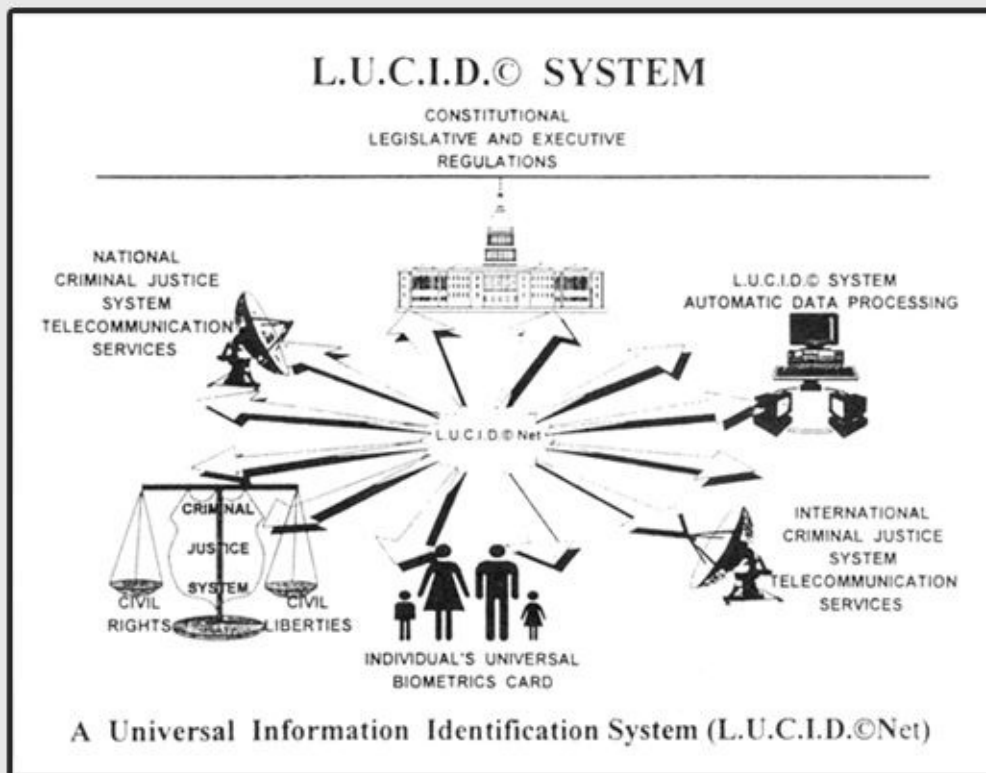 L.U.C.I.D.© SYSTEM
CONSTITUTIONAL
LEGISLATIVE AND EXECUTIVE
REGULATIONS
NATIONAL
CRIMINAL JUSTICE
SYSTEM
TELECOMMUNICATION
SERVICES
L.U.C.I.D.© SYSTEM
AUTOMATIC DATA PROCESSING
L.U.C.I.D.© Net
CRIMINAL
JUSTICE
SYSTEM
CIVIL
RIGHTS
CIVIL
LIBERTIES
INTERNATIONAL
CRIMINAL JUSTICE
SYSTEM
TELECOMMUNICATION
SERVICES
INDIVIDUAL'S UNIVERSAL
BIOMETRICS CARD
A Universal Information Identification System (L.U.C.I.D.©Net)